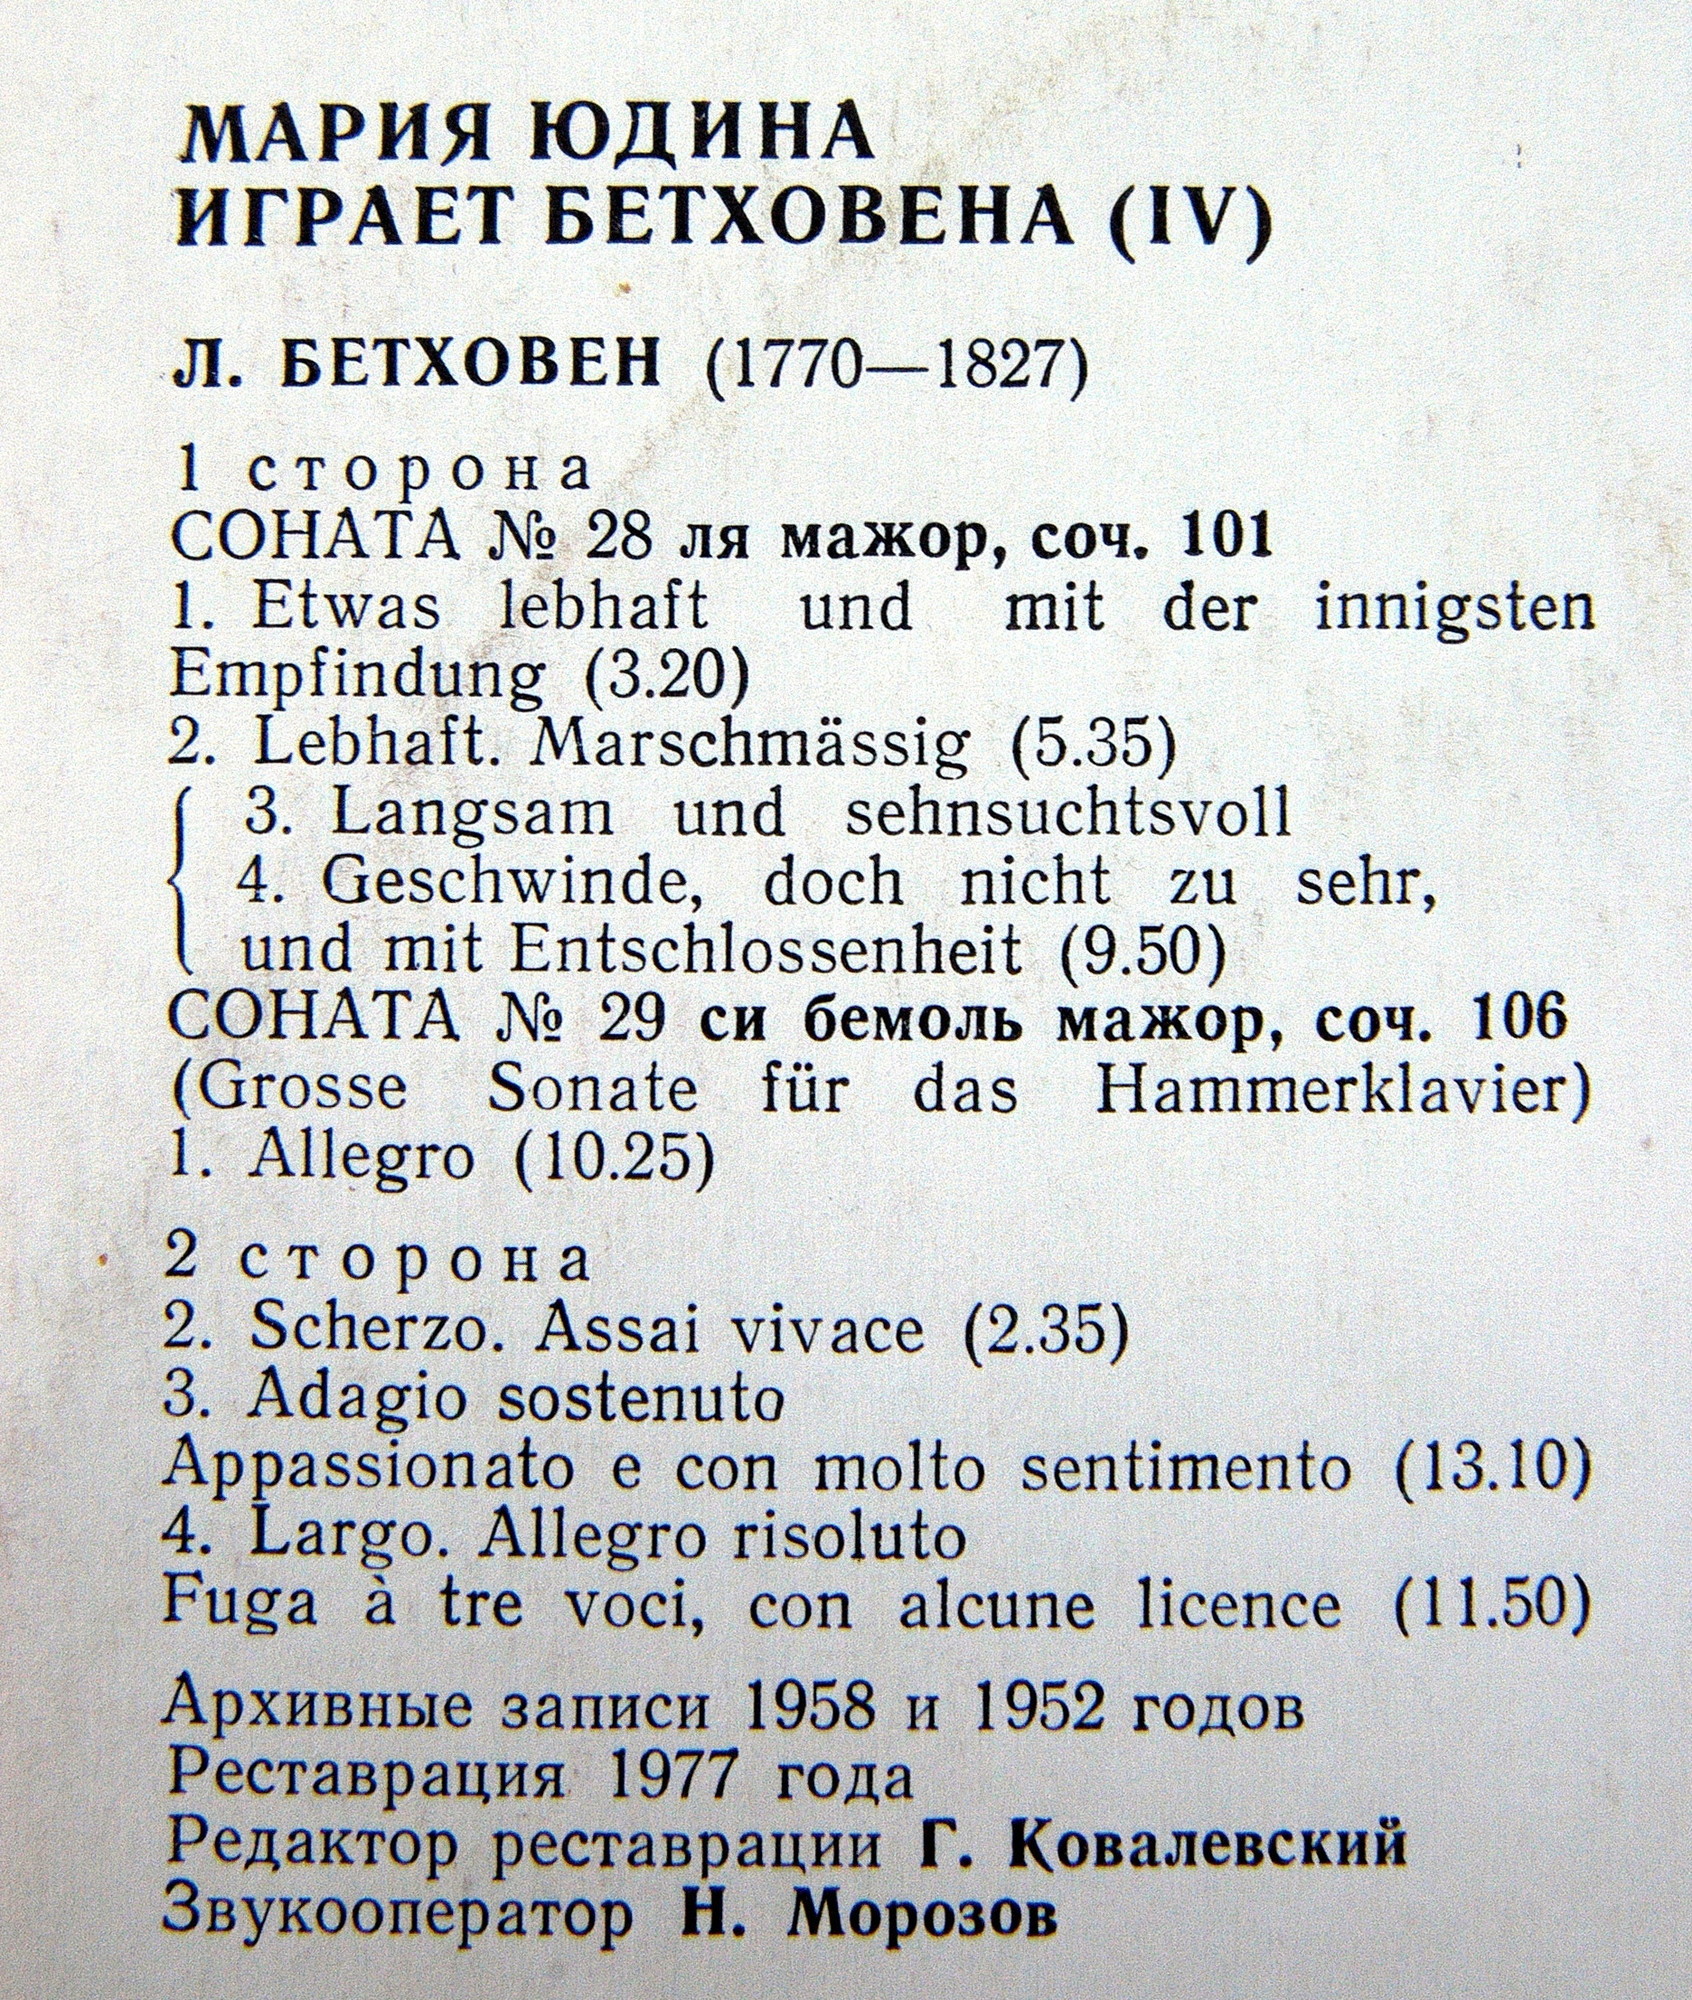 МАРИЯ ЮДИНА
ИГРАЕТ БЕТХОВЕНА (IV)
Л. БЕТХОВЕН (1770—1827)
1 сторона
СОНАТА № 28 ля мажор, соч. 101
1. Etwas lebhaft und mit der innigsten
Empfindung (3.20)
2. Lebhaft. Marschmässig (5.35)
3. Langsam und sehnsuchtsvoll
4. Geschwinde, doch nicht zu sehr,
und mit Entschlossenheit (9.50)
СОНАТА № 29 си бемоль мажор, соч. 106
(Grosse Sonate für das Hammerklavier)
1. Allegro (10.25)
2 сторона
2. Scherzo. Assai vivace (2.35)
3. Adagio sostenuto
Appassionato e con molto sentimento (13.10)
4. Largo. Allegro risoluto
Fuga à tre voci, con alcune licence (11.50)
Архивные записи 1958 и 1952 годов
Реставрация 1977 года
Редактор реставрации Г. Ковалевский
Звукооператор Н. Морозов